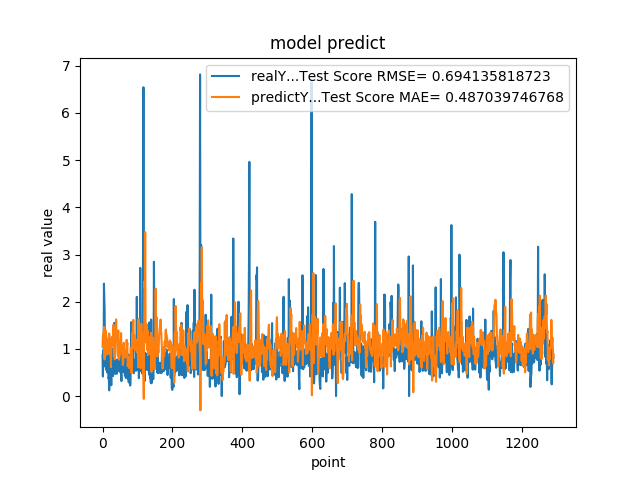 model predict
realY...Test Score RMSE= 0.694135818723
predictY...Test Score MAE= 0.487039746768
7
6
5
4
3
2
1
0
real value
0 200 400 600 800 1000 1200
point